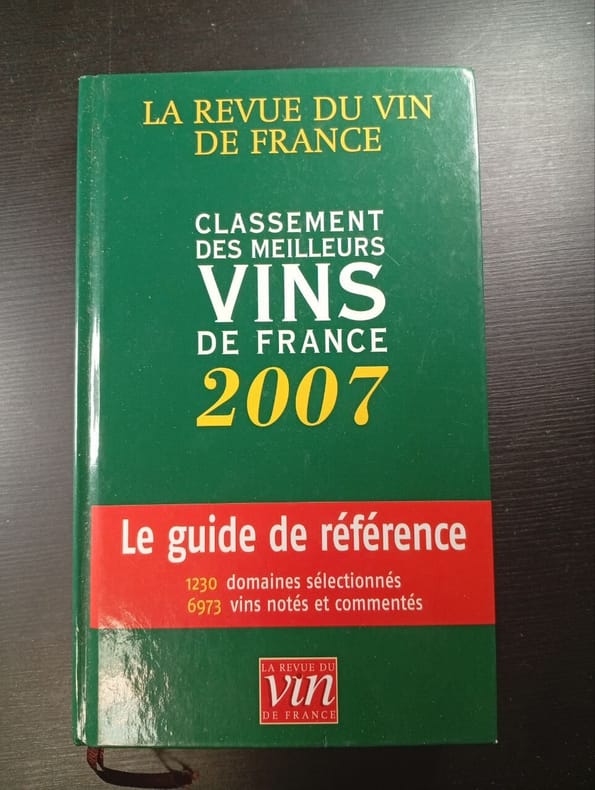 LA REVUE DU VIN
DE FRANCE
CLASSEMENT
DES MEILLEURS
VINS
DE FRANCE
2007
Le guide de référence
1230 domaines sélectionnés
6973 vins notés et commentés
LA REVUE DU
vin
DE FRANCE